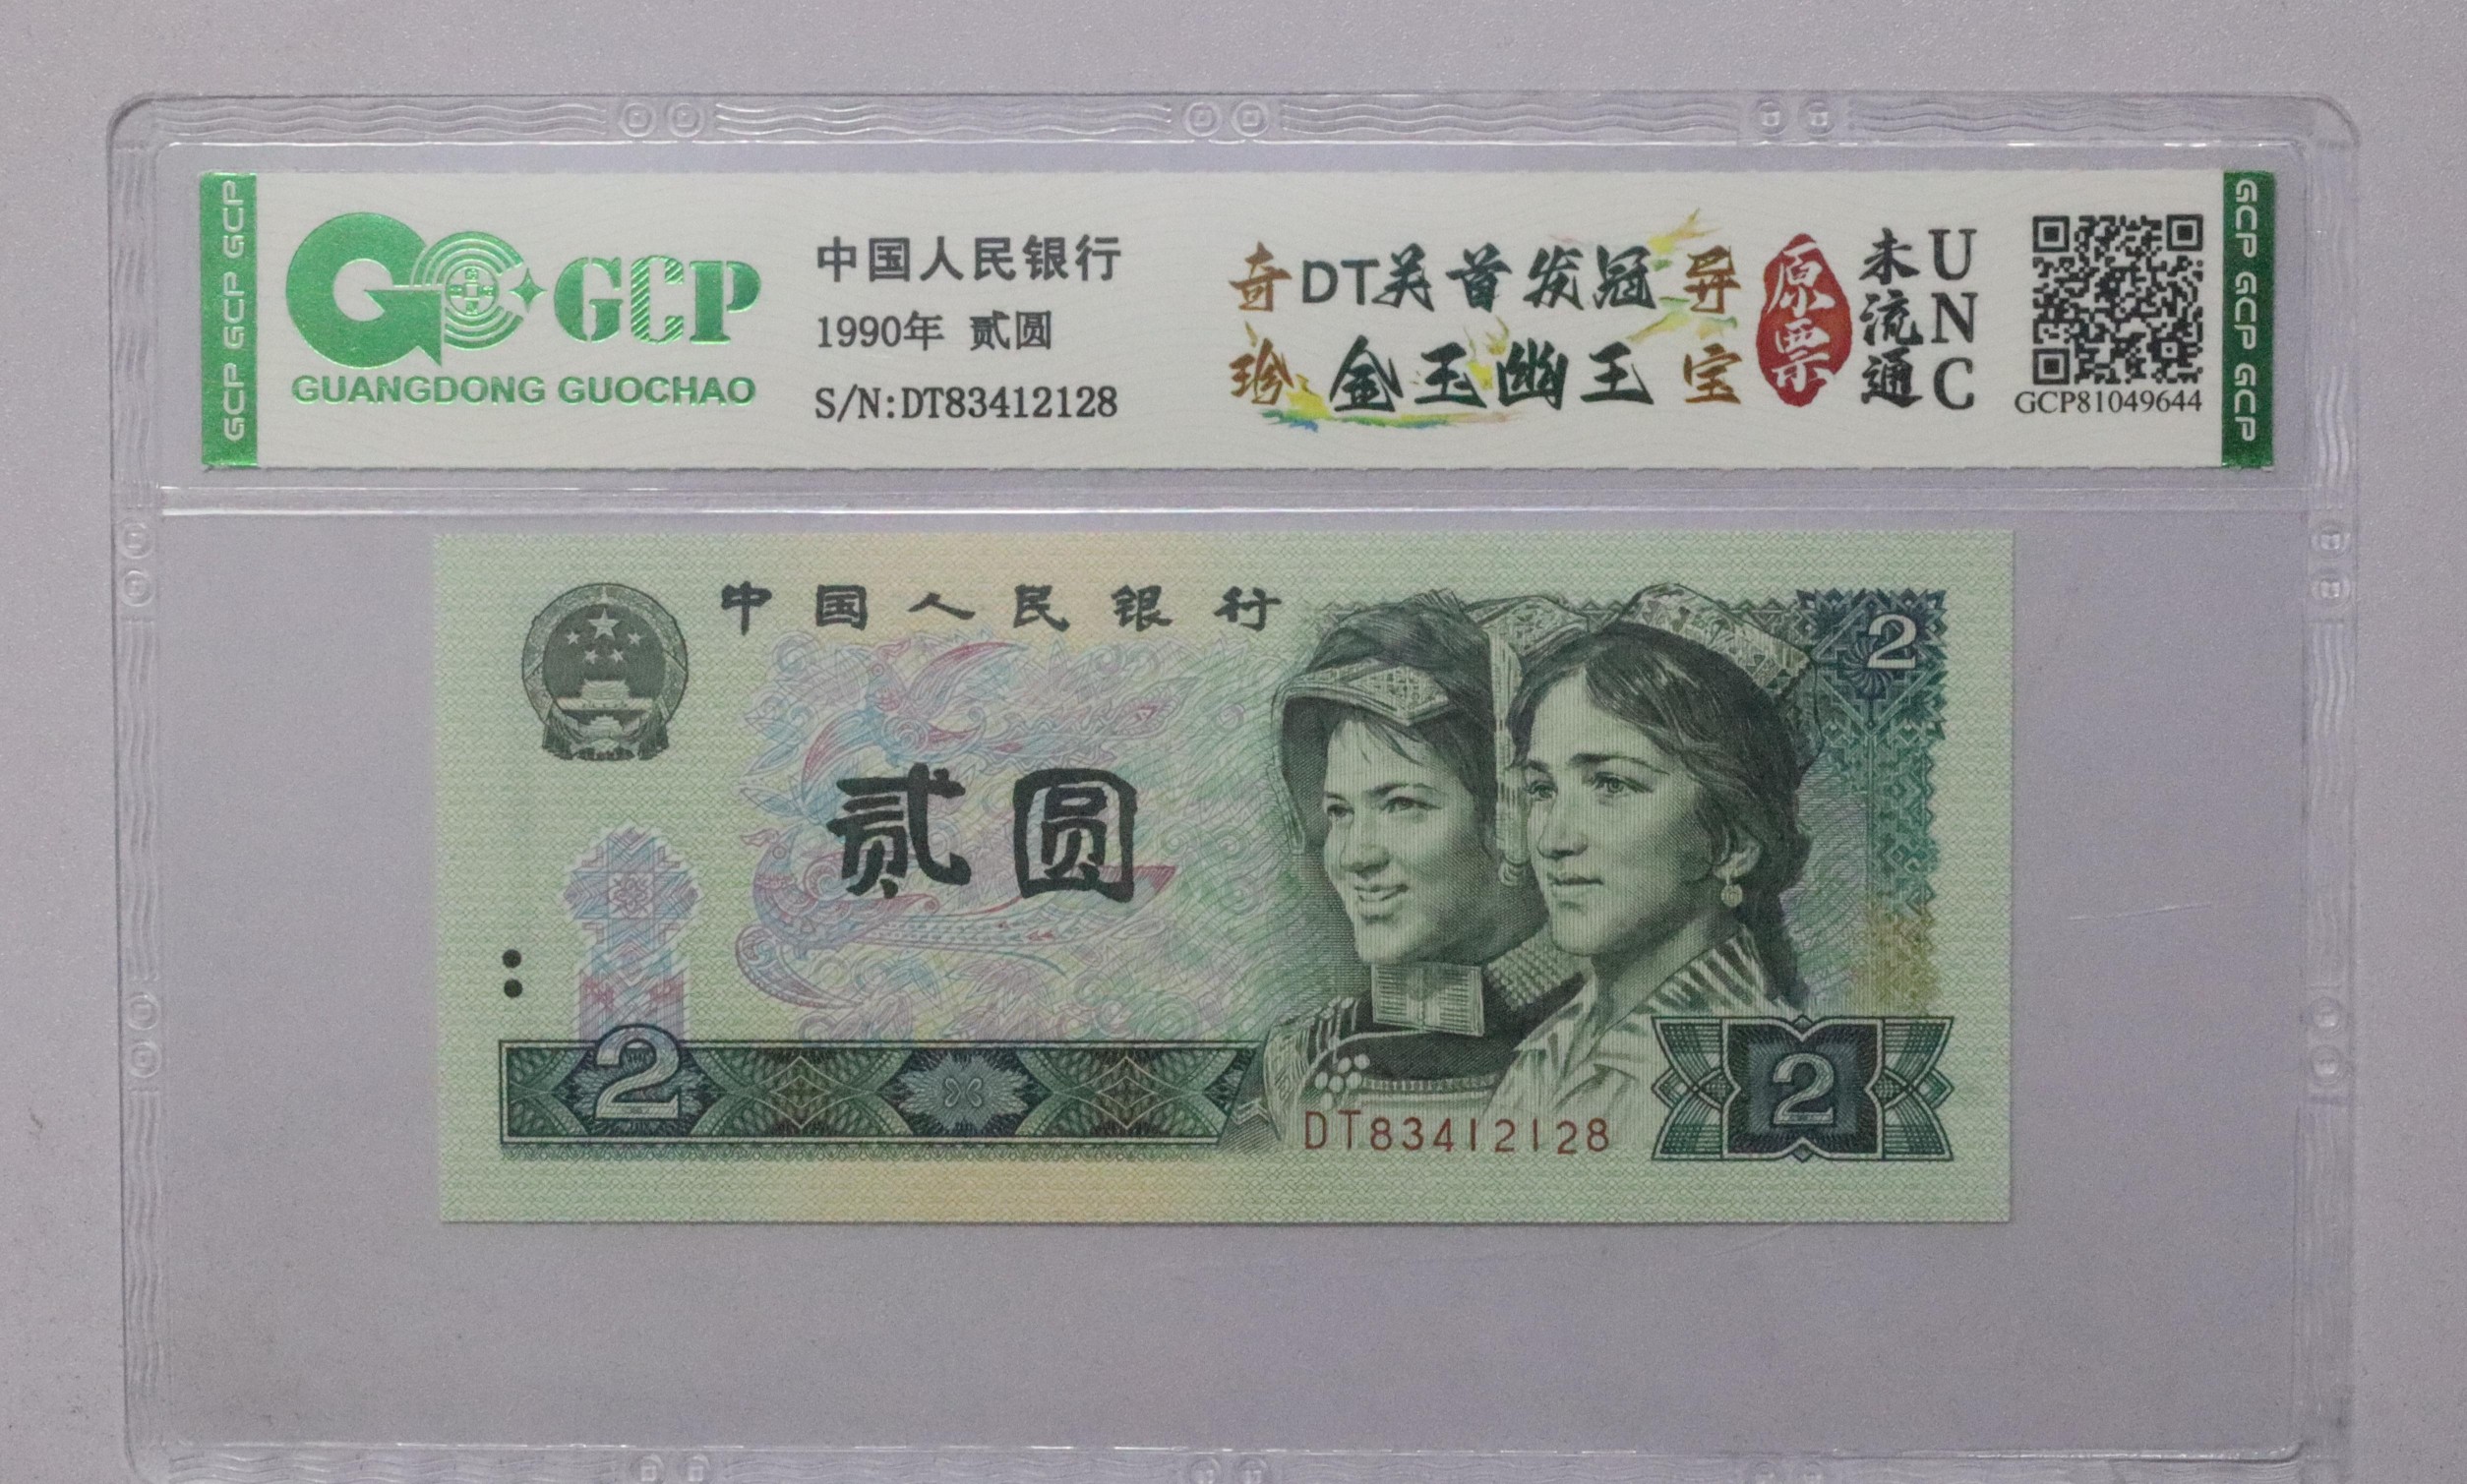 GCP GCP GCP
GCP
GUANGDONG GUOCHAO
中国人民银行
1990年 贰圆
S/N:DT83412128
奇DT关首发冠 异
珍 金玉幽王 宝
原票
未流通
UNC
GCP81049644
GCP GCP GCP
中国人民银行
2
贰圆
2
DT83412128
2